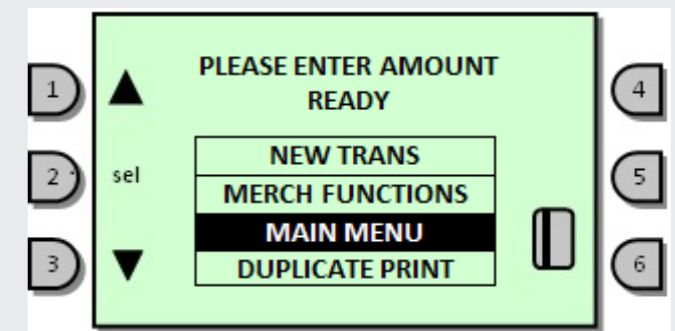 PLEASE ENTER AMOUNT
READY
1
4
NEW TRANS
2
sel
5
MERCH FUNCTIONS
MAIN MENU
3
6
DUPLICATE PRINT